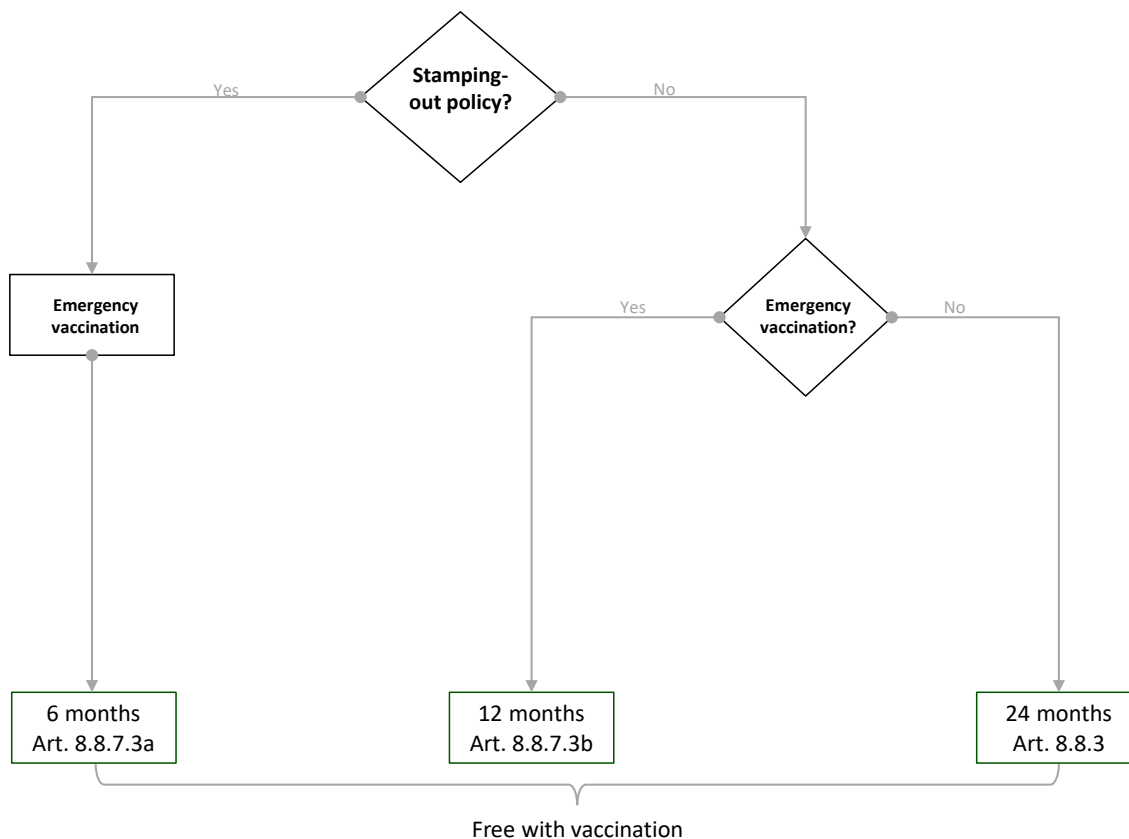 Stamping-
out policy?
Yes
No
Emergency
vaccination
Emergency
vaccination?
Yes
No
6 months
Art. 8.8.7.3a
12 months
Art. 8.8.7.3b
24 months
Art. 8.8.3
Free with vaccination